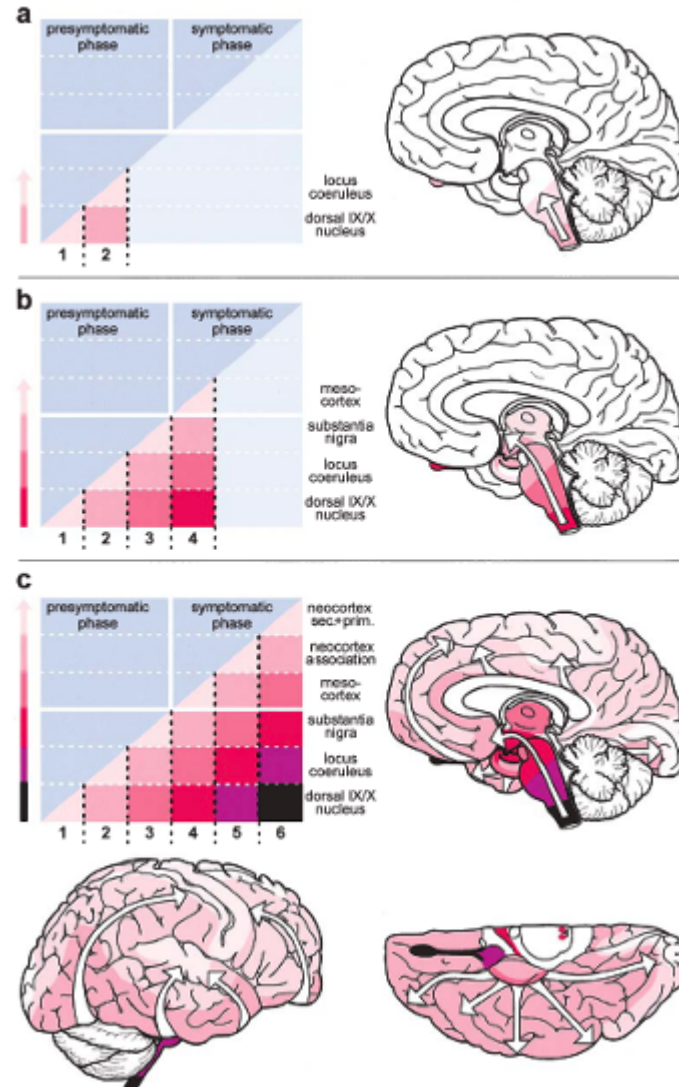 a
presymptomatic
phase
symptomatic
phase
locus
coeruleus
dorsal IX/X
nucleus
1 2
b
presymptomatic
phase
symptomatic
phase
meso-
cortex
substantia
nigra
locus
coeruleus
dorsal IX/X
nucleus
1 2 3 4
c
presymptomatic
phase
symptomatic
phase
neocortex
sec.+prim.
neocortex
association
meso-
cortex
substantia
nigra
locus
coeruleus
dorsal IX/X
nucleus
1 2 3 4 5 6